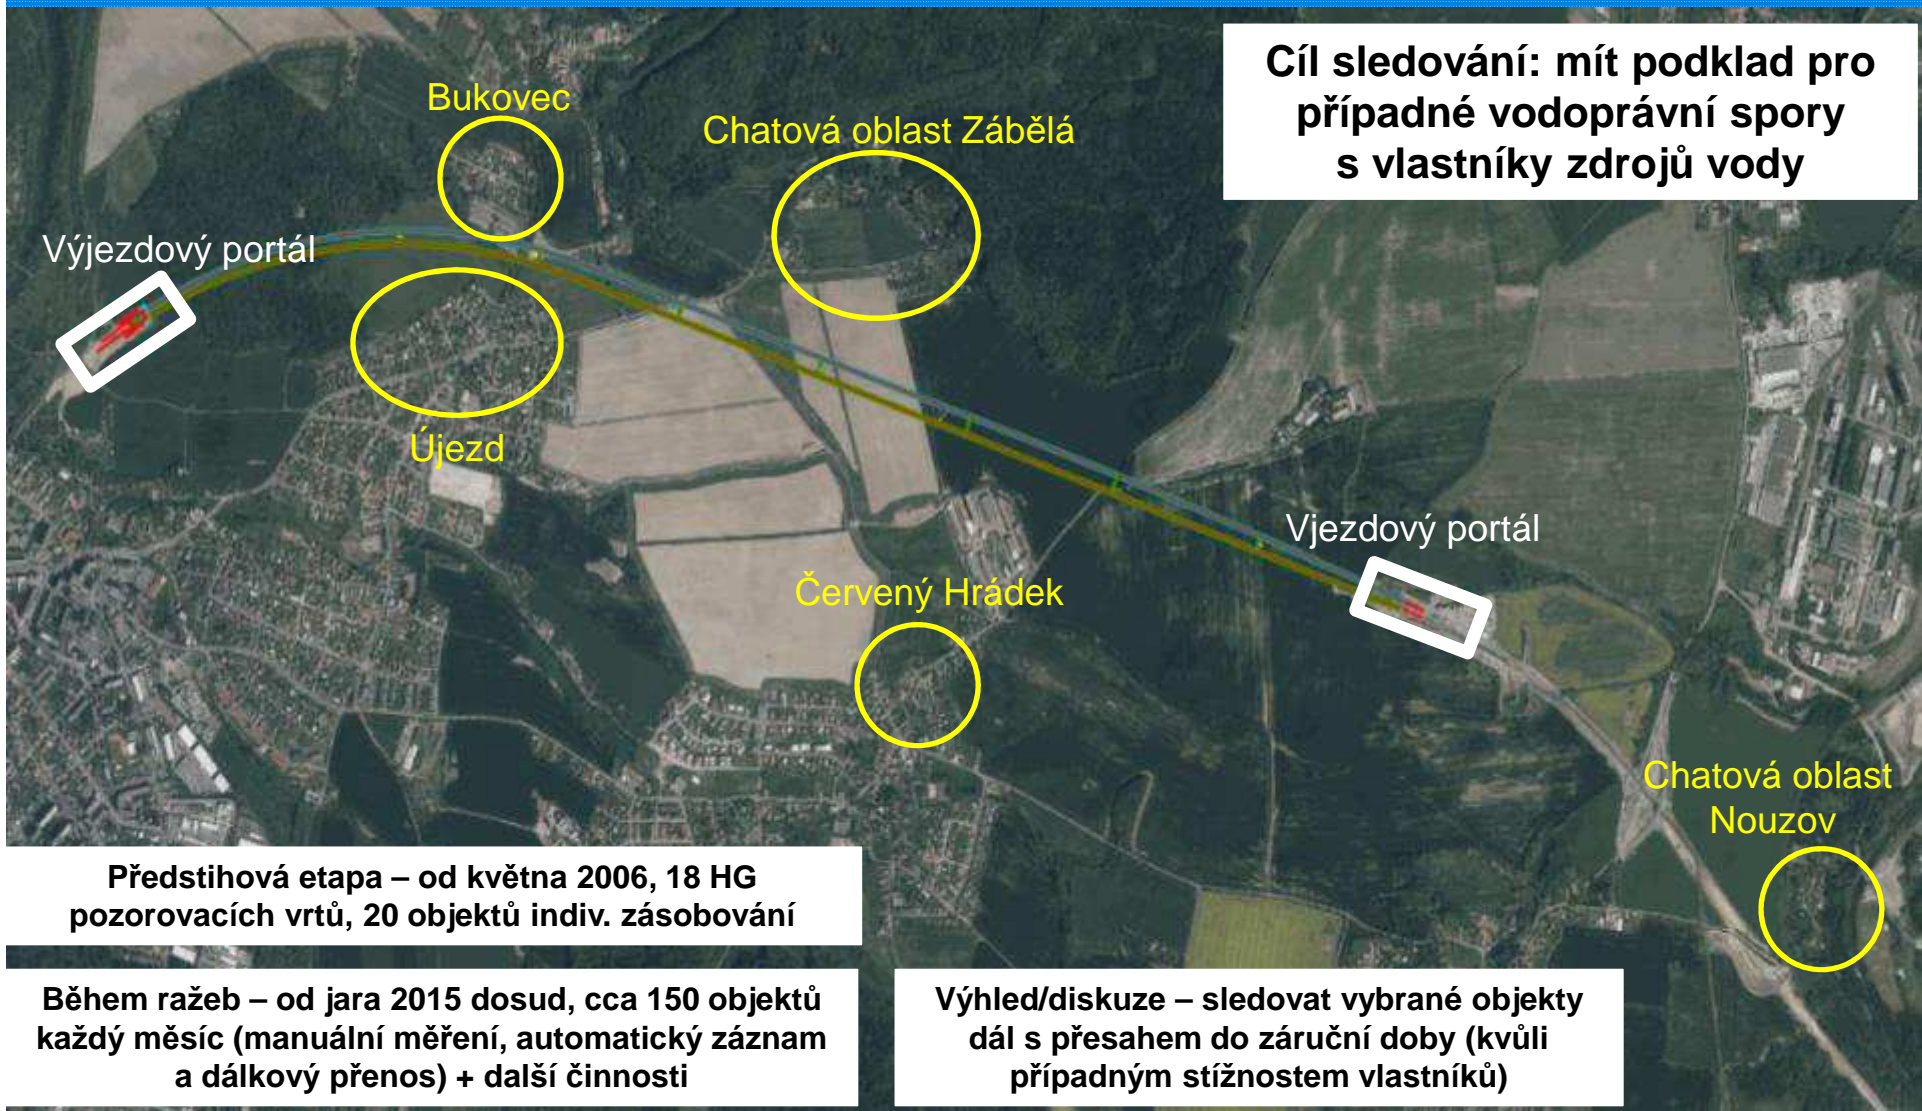 Cíl sledování: mít podklad pro
případné vodoprávní spory
s vlastníky zdrojů vody
Bukovec
Chatová oblast Zábělá
Výjezdový portál
Újezd
Vjezdový portál
Červený Hrádek
Chatová oblast
Nouzov
Předstihová etapa – od května 2006, 18 HG
pozorovacích vrtů, 20 objektů indiv. zásobování
Během ražeb – od jara 2015 dosud, cca 150 objektů
každý měsíc (manuální měření, automatický záznam
a dálkový přenos) + další činnosti
Výhled/diskuze – sledovat vybrané objekty
dál s přesahem do záruční doby (kvůli
případným stížnostem vlastníků)